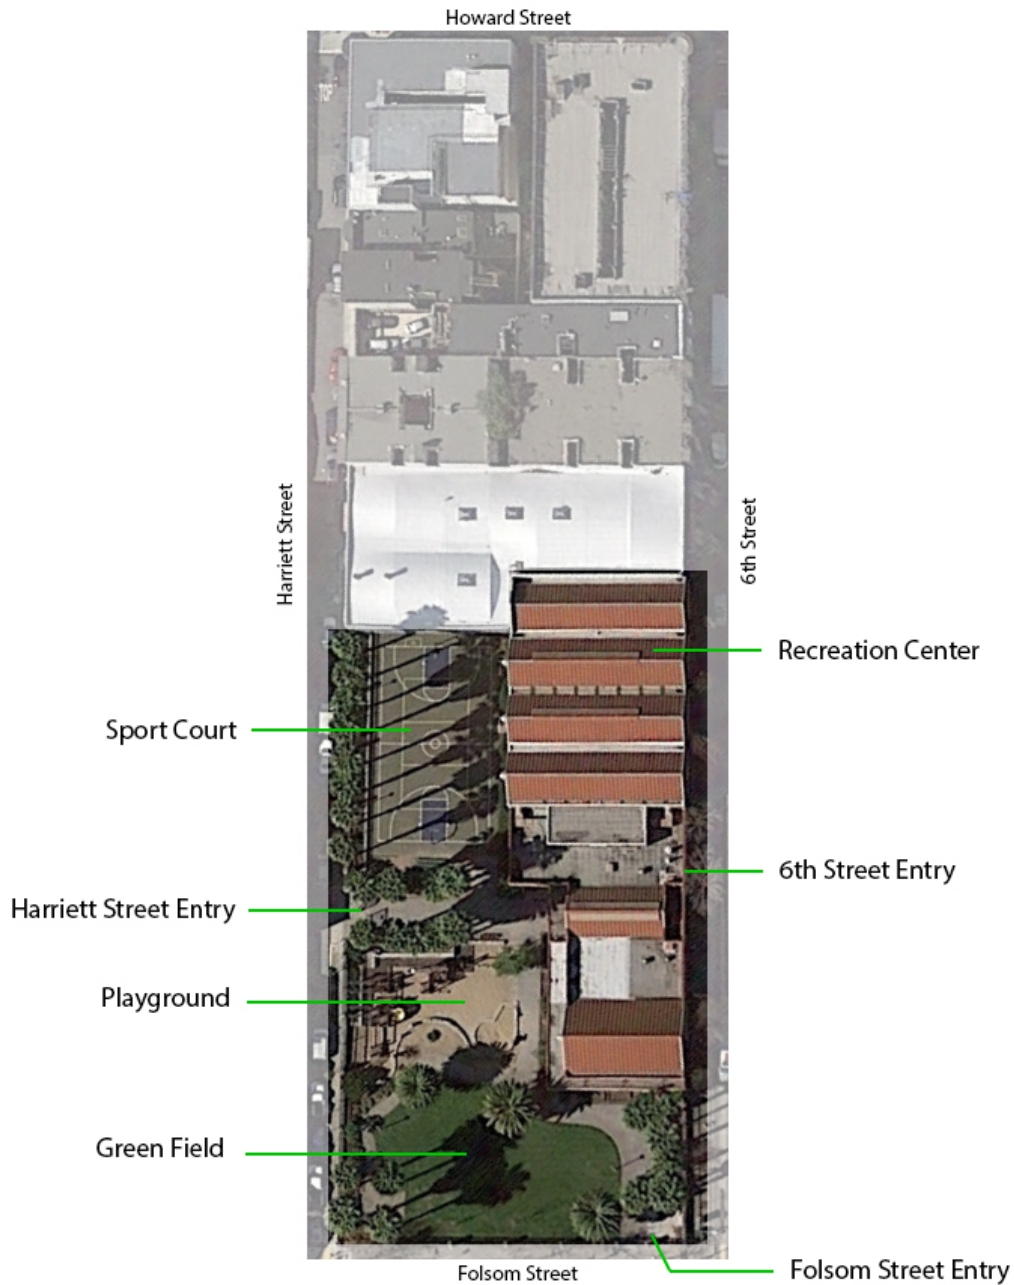 Howard Street
Harriett Street
6th Street
Recreation Center
Sport Court
6th Street Entry
Harriett Street Entry
Playground
Green Field
Folsom Street
Folsom Street Entry